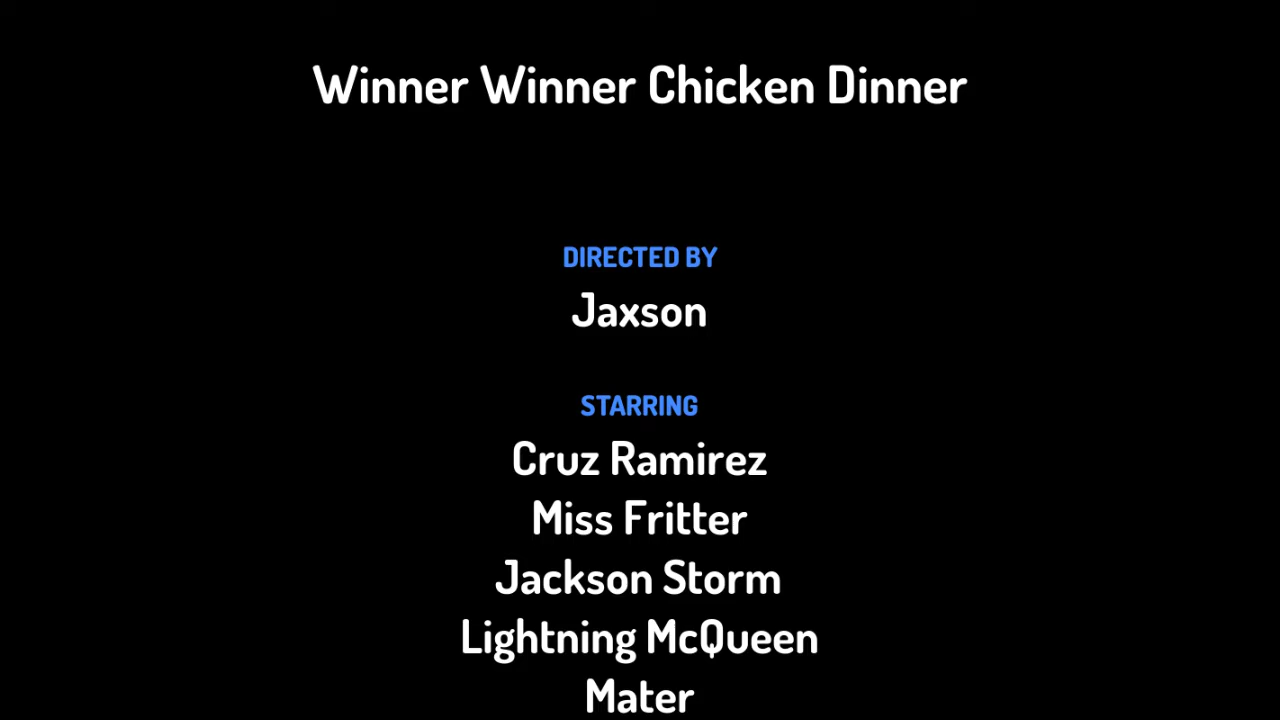 Winner Winner Chicken Dinner
DIRECTED BY
Jaxson
STARRING
Cruz Ramirez
Miss Fritter
Jackson Storm
Lightning McQueen
Mater